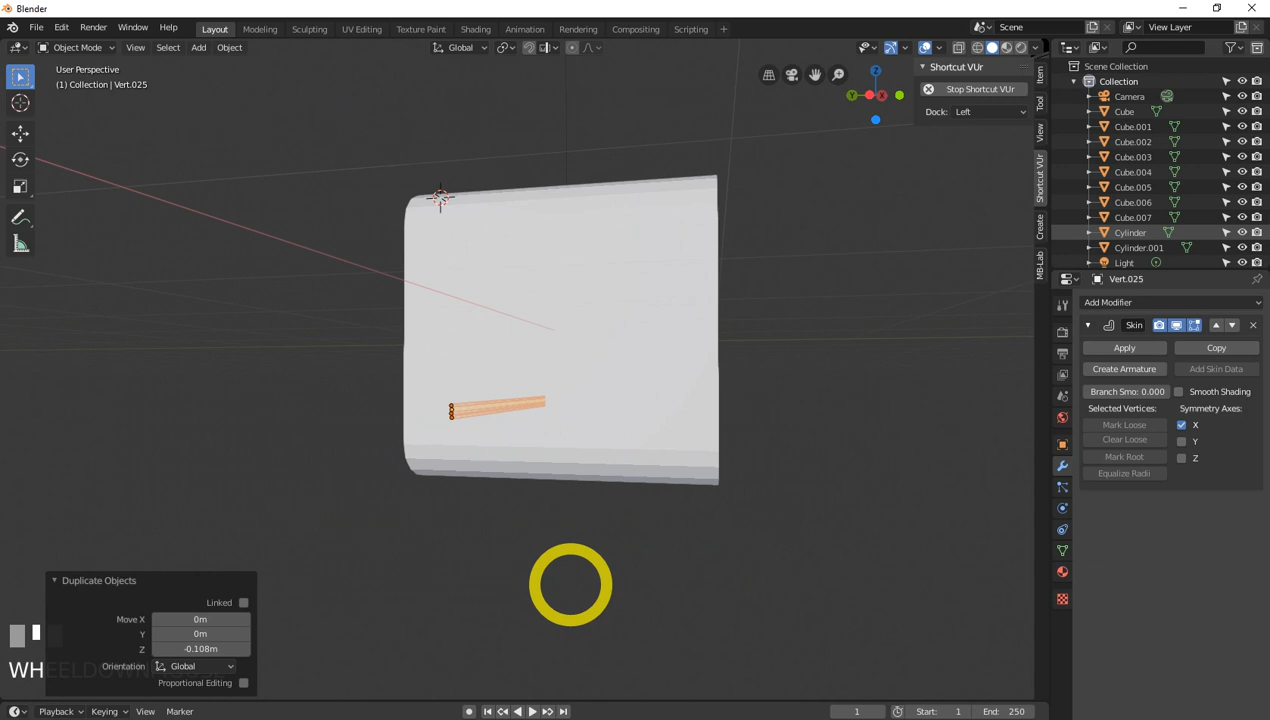 Blender
File Edit Render Window Help Layout Modeling Sculpting UV Editing Texture Paint Shading Animation Rendering Compositing Scripting + Scene View Layer
Object Mode View Select Add Object Global
User Perspective
(1) Collection | Vert.025
Shortcut VUr
Stop Shortcut VUr
Dock: Left
Item
Tool
View
Shortcut VUr
Create
MB-Lab
Scene Collection
Collection
Camera
Cube
Cube.001
Cube.002
Cube.003
Cube.004
Cube.005
Cube.006
Cube.007
Cylinder
Cylinder.001
Light
Vert.025
Add Modifier
Skin
Apply Copy
Create Armature Add Skin Data
Branch Smo: 0.000 Smooth Shading
Selected Vertices: Symmetry Axes:
Mark Loose X
Clear Loose Y
Mark Root Z
Equalize Radii
Duplicate Objects
Linked
Move X 0m
Y 0m
Z -0.108m
Orientation Global
Proportional Editing
Playback Keying View Marker 1 Start: 1 End: 250